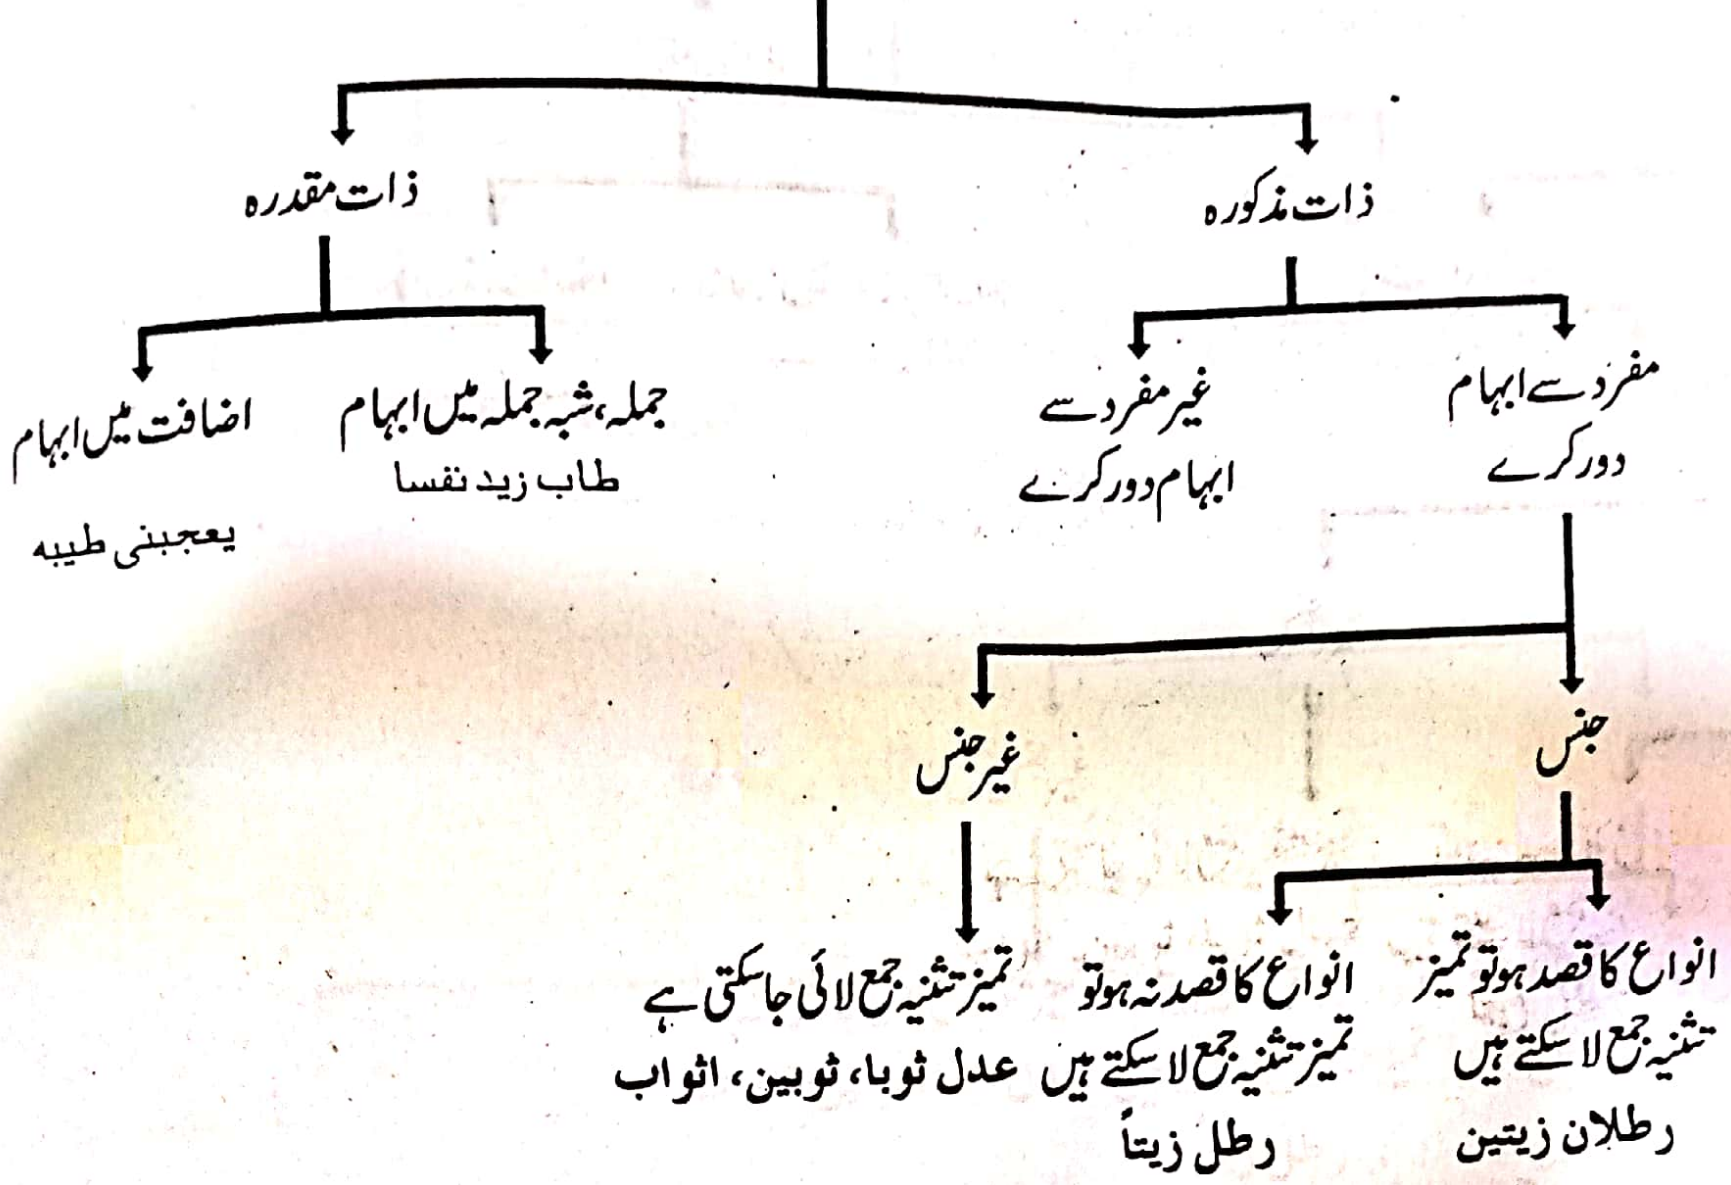 ذات مذکورہ
ذات مقدرہ
مفرد سے ابہام
دور کرے
غیر مفرد سے
ابہام دور کرے
جملہ، شبہ جملہ میں ابہام
طاب زید نفسا
اضافت میں ابہام
یعجبنی طیبہ
جنس
غیر جنس
انواع کا قصد ہو تو تمیز
تثنیہ جمع لا سکتے ہیں
رطلان زیتین
انواع کا قصد نہ ہو تو
تمیز تثنیہ جمع لا سکتے ہیں
رطل زیتاً
تمیز تثنیہ جمع لائی جا سکتی ہے
عدل ثوبا، ثوبین، اثواب